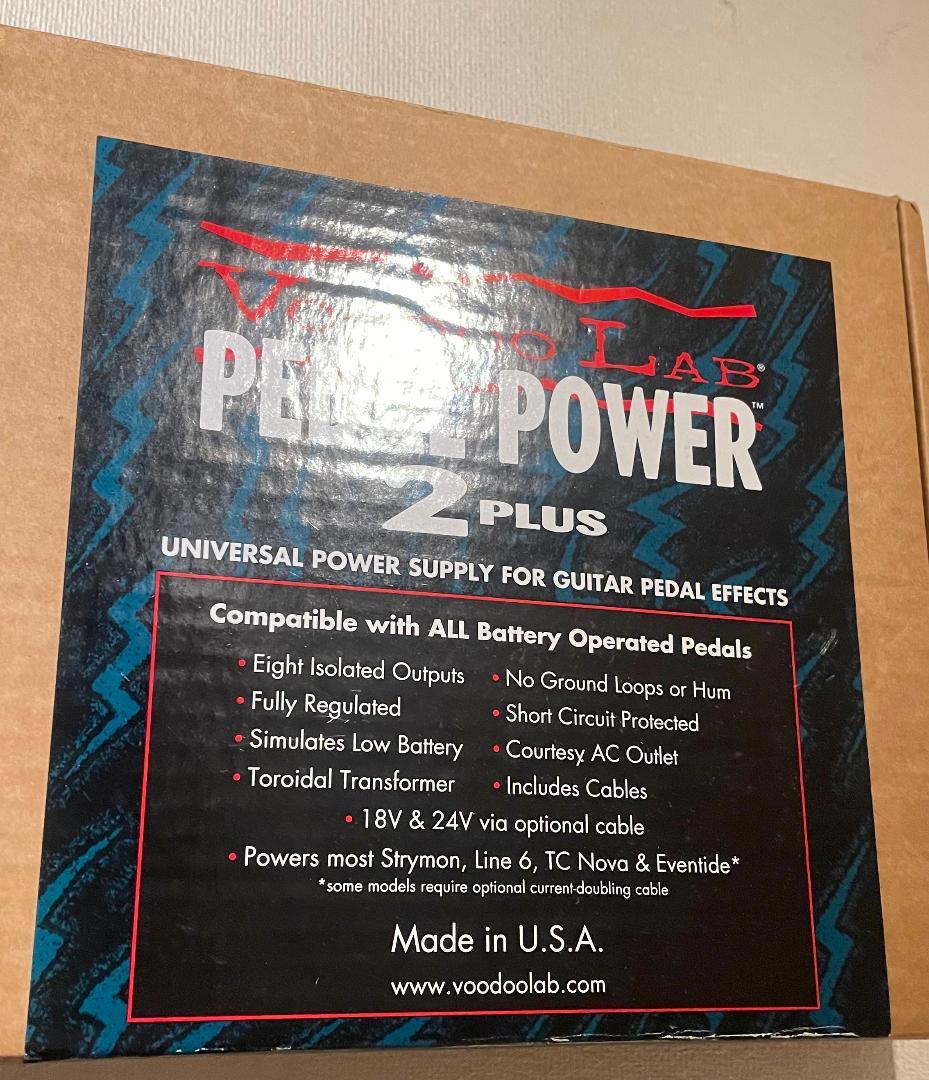 LAB®
POWER™
2 PLUS
UNIVERSAL POWER SUPPLY FOR GUITAR PEDAL EFFECTS
Compatible with ALL Battery Operated Pedals
• Eight Isolated Outputs
• Fully Regulated
• Simulates Low Battery
• Toroidal Transformer
• No Ground Loops or Hum
• Short Circuit Protected
• Courtesy AC Outlet
• Includes Cables
• 18V & 24V via optional cable
• Powers most Strymon, Line 6, TC Nova & Eventide*
*some models require optional current-doubling cable
Made in U.S.A.
www.voodoolab.com